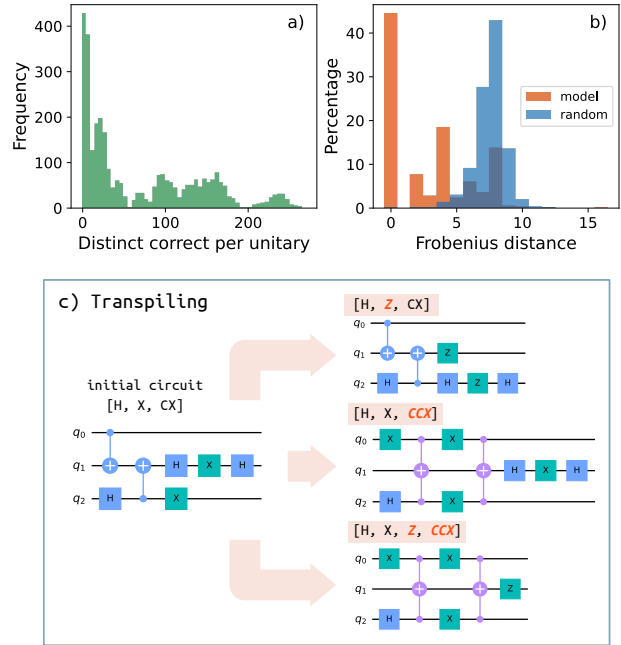 a)
400
300
200
100
0
Frequency
0 100 200
Distinct correct per unitary
b)
40
30
20
10
0
Percentage
model
random
0 5 10 15
Frobenius distance
c) Transpiling
initial circuit
[H, X, CX]
q0
q1 H X H
q2 H X
[H, Z, CX]
q0
q1 Z
q2 H H Z H
[H, X, CCX]
q0 X X
q1 H X H
q2 H X
[H, X, Z, CCX]
q0 X X
q1 Z
q2 H X